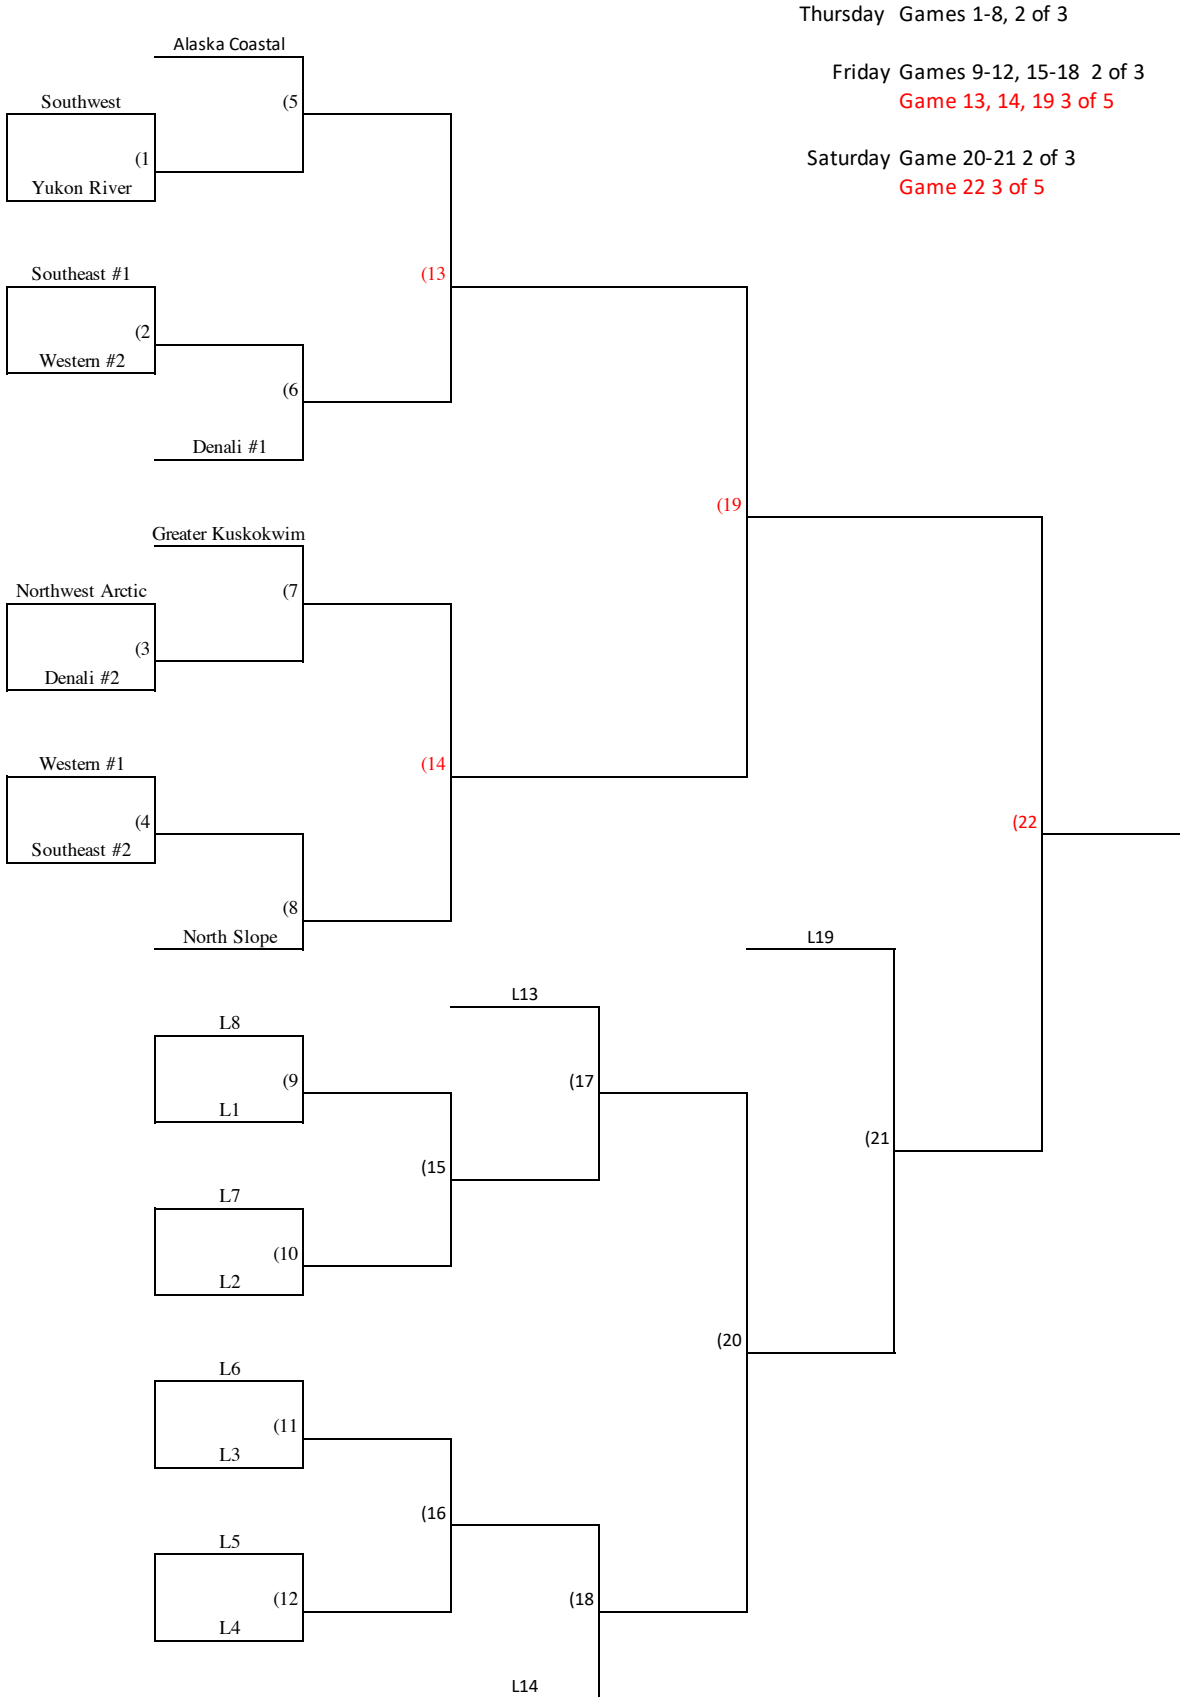 Thursday Games 1-8, 2 of 3
Alaska Coastal
Friday Games 9-12, 15-18 2 of 3
Southwest
(5
Game 13, 14, 19 3 of 5
(1
Saturday Game 20-21 2 of 3
Yukon River
Game 22 3 of 5
Southeast #1
(13
(2
Western #2
(6
Denali #1
(19
Greater Kuskokwim
Northwest Arctic
(7
(3
Denali #2
Western #1
(14
(4
(22
Southeast #2
(8
North Slope
L19
L13
L8
(9
(17
L1
(21
(15
L7
(10
L2
(20
L6
(11
L3
(16
L5
(12
(18
L4
L14